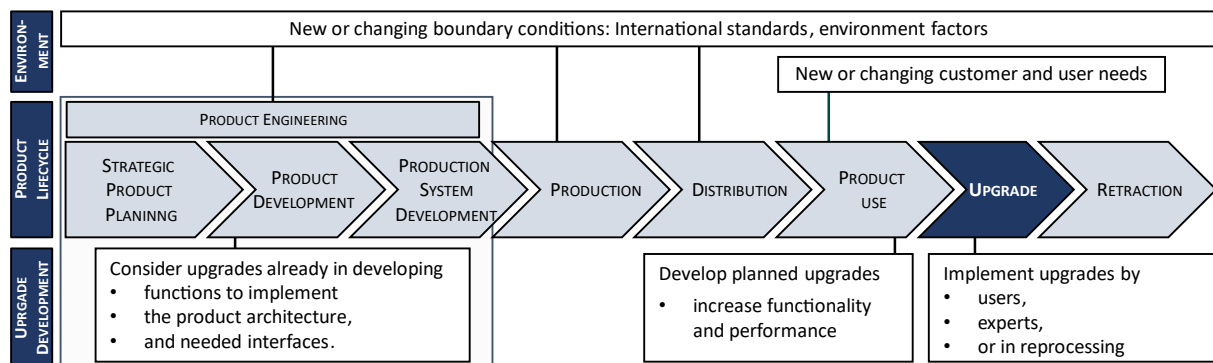 ENVIRON-
MENT
New or changing boundary conditions: International standards, environment factors
New or changing customer and user needs
PRODUCT
LIFECYCLE
PRODUCT ENGINEERING
STRATEGIC
PRODUCT
PLANINNG
PRODUCT
DEVELOPMENT
PRODUCTION
SYSTEM
DEVELOPMENT
PRODUCTION
DISTRIBUTION
PRODUCT
USE
UPGRADE
RETRACTION
UPRGADE
DEVELOPMENT
Consider upgrades already in developing
• functions to implement
• the product architecture,
• and needed interfaces.
Develop planned upgrades
• increase functionality
and performance
Implement upgrades by
• users,
• experts,
• or in reprocessing